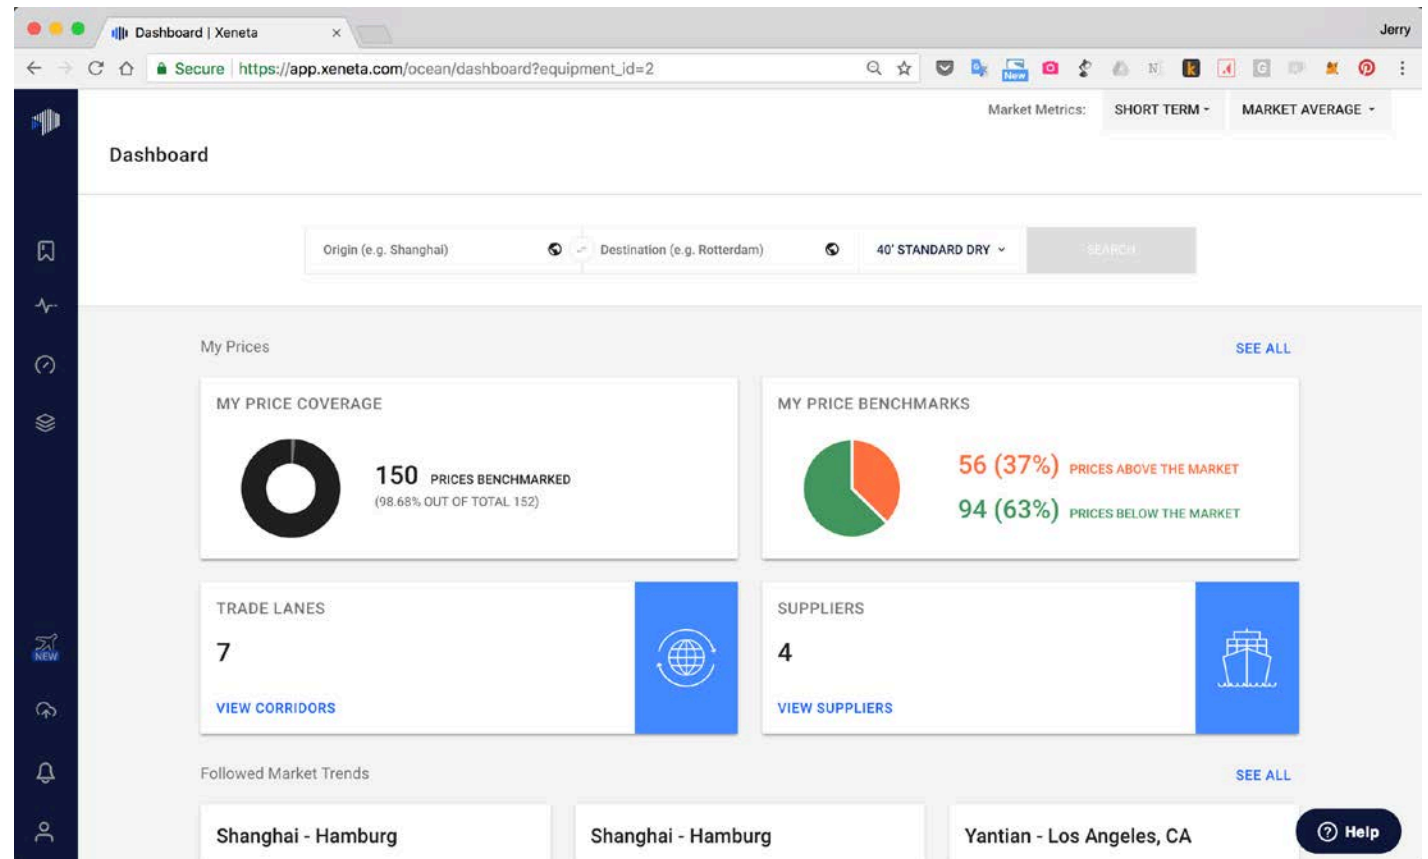 Dashboard | Xeneta
Jerry
Secure https://app.xeneta.com/ocean/dashboard?equipment_id=2
New
Market Metrics: SHORT TERM MARKET AVERAGE
Dashboard
Origin (e.g. Shanghai) Destination (e.g. Rotterdam) 40' STANDARD DRY SEARCH
My Prices SEE ALL
MY PRICE COVERAGE
150 PRICES BENCHMARKED
(98.68% OUT OF TOTAL 152)
MY PRICE BENCHMARKS
56 (37%) PRICES ABOVE THE MARKET
94 (63%) PRICES BELOW THE MARKET
TRADE LANES
7
VIEW CORRIDORS
SUPPLIERS
4
VIEW SUPPLIERS
NEW
Followed Market Trends SEE ALL
Shanghai - Hamburg
Shanghai - Hamburg
Yantian - Los Angeles, CA
Help